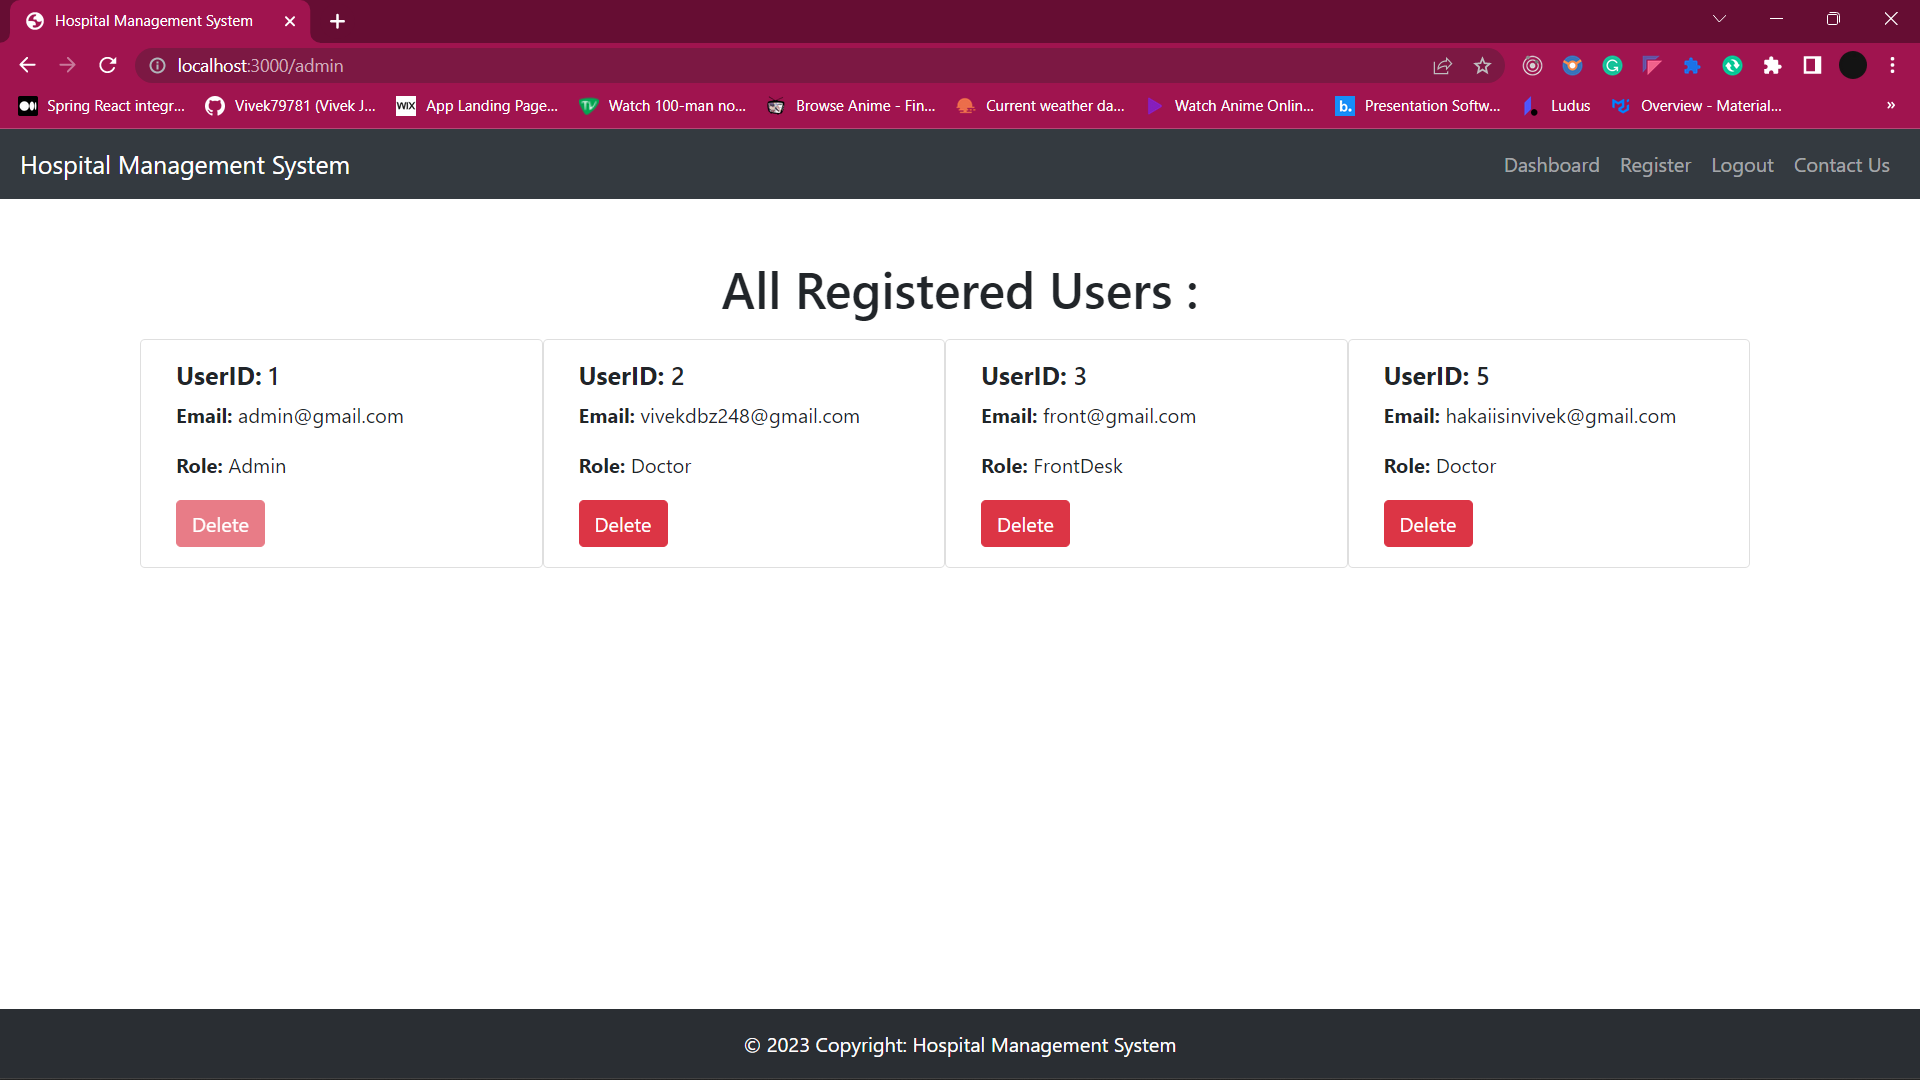 Hospital Management System
localhost:3000/admin
Spring React integr... Vivek79781 (Vivek J... WIX App Landing Page... TV Watch 100-man no... Browse Anime - Fin... Current weather da... Watch Anime Onlin... b. Presentation Softw... Ludus Overview - Material... »
Hospital Management System Dashboard Register Logout Contact Us
All Registered Users :
UserID: 1
Email: admin@gmail.com
Role: Admin
Delete
UserID: 2
Email: vivekdbz248@gmail.com
Role: Doctor
Delete
UserID: 3
Email: front@gmail.com
Role: FrontDesk
Delete
UserID: 5
Email: hakaiisinvivek@gmail.com
Role: Doctor
Delete
© 2023 Copyright: Hospital Management System